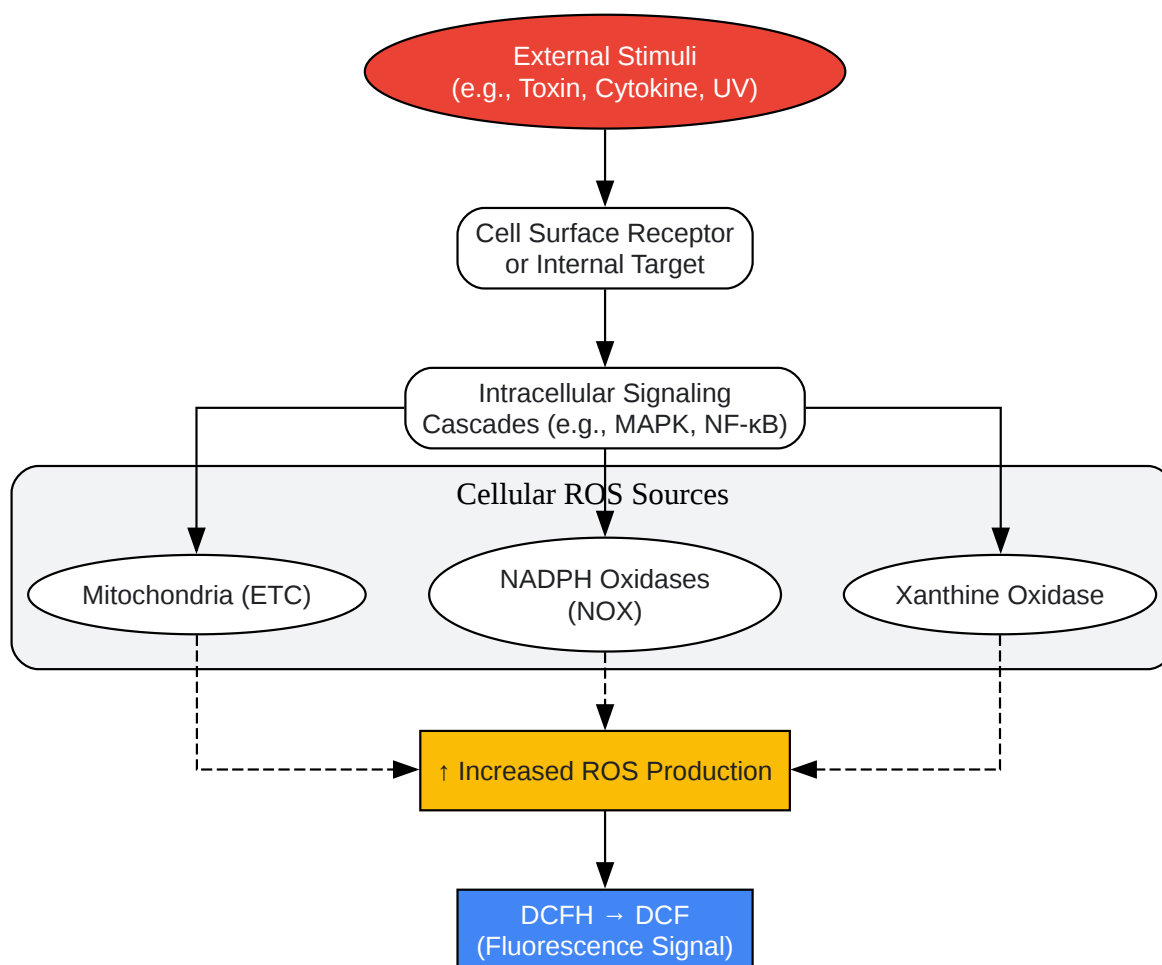 External Stimuli
(e.g., Toxin, Cytokine, UV)
Cell Surface Receptor
or Internal Target
Intracellular Signaling
Cascades (e.g., MAPK, NF-κB)
Cellular ROS Sources
Mitochondria (ETC)
NADPH Oxidases
(NOX)
Xanthine Oxidase
↑ Increased ROS Production
DCFH → DCF
(Fluorescence Signal)